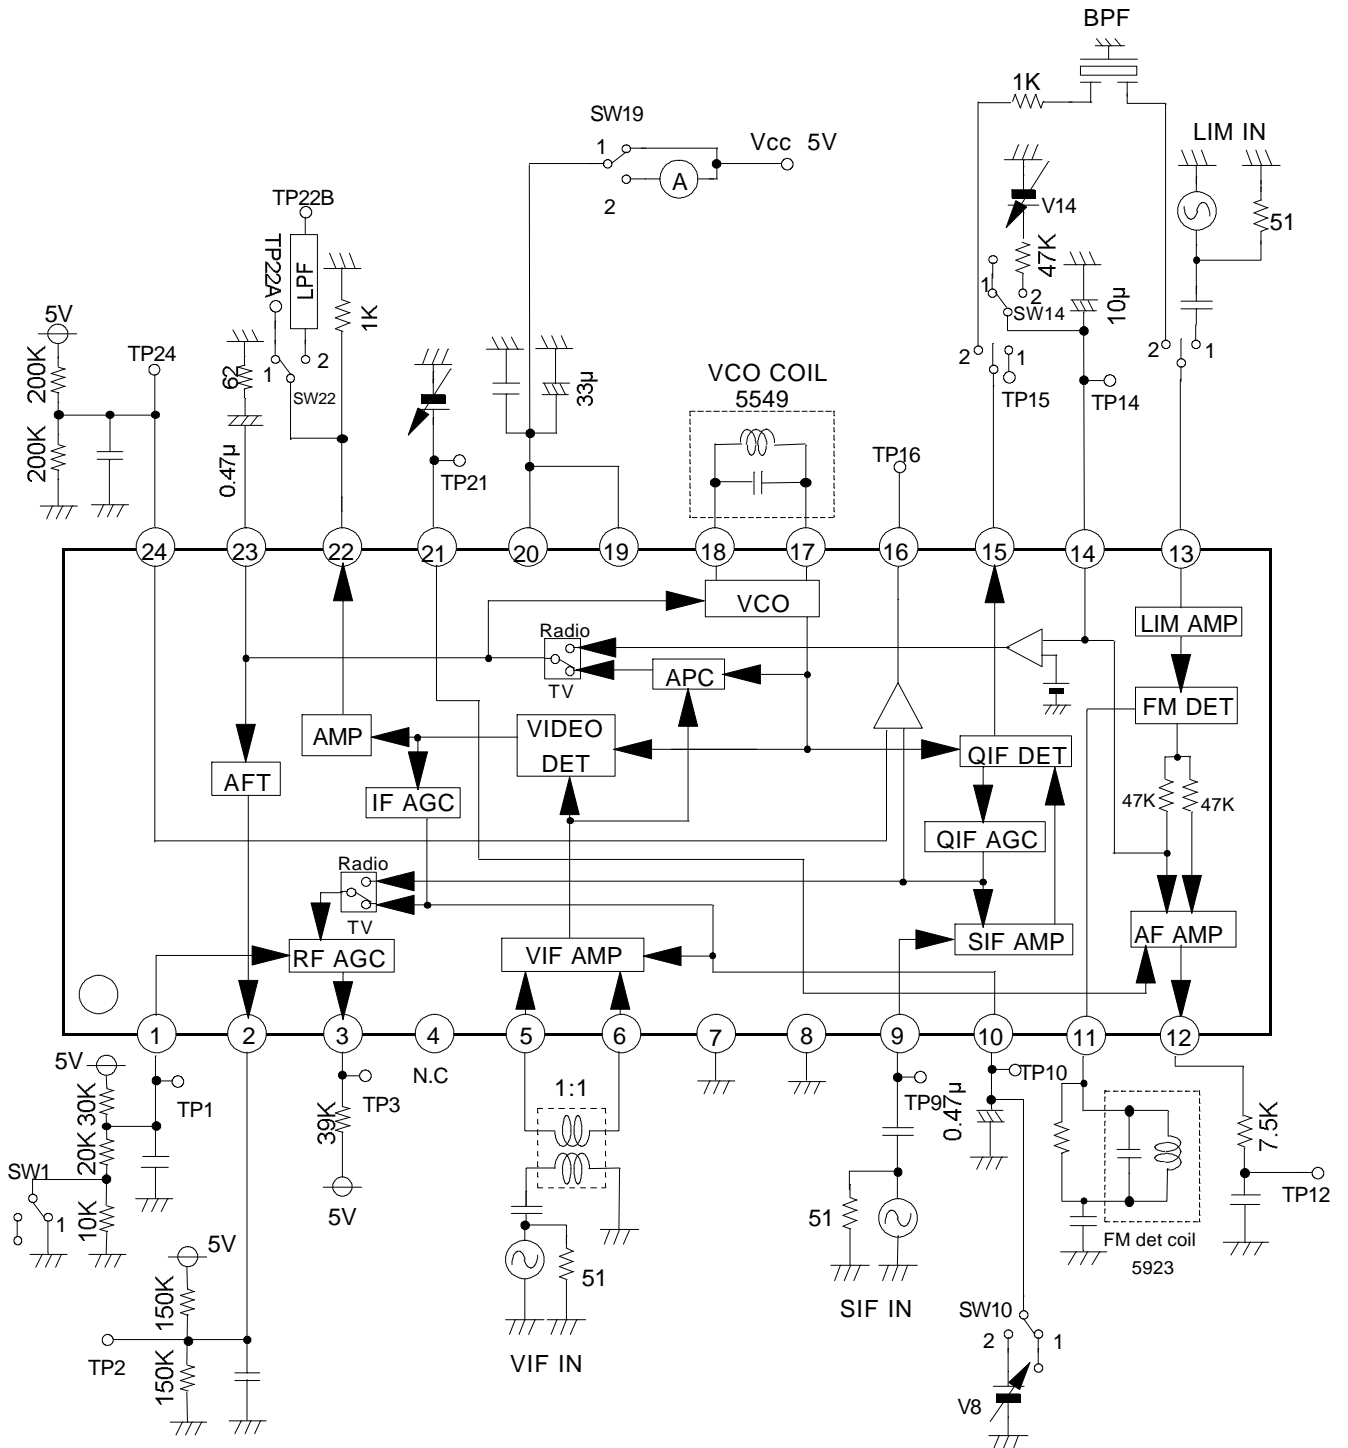 BPF
1K
SW19
1
Vcc 5V
A
2
LIM IN
TP22B
TP22A
LPF
1K
V14
51
47K
1
2
SW14
10µ
5V
TP24
200K
62
1
2
SW22
33µ
VCO COIL
5549
2
1
TP15
TP14
2
1
200K
0.47µ
TP21
TP16
24
23
22
21
20
19
18
17
16
15
14
13
VCO
LIM AMP
Radio
TV
APC
FM DET
AMP
VIDEO
DET
QIF DET
AFT
IF AGC
47K
47K
QIF AGC
Radio
TV
RF AGC
VIF AMP
SIF AMP
AF AMP
1
2
3
4
5
6
7
8
9
10
11
12
5V
30K
TP1
TP3
N.C
1:1
TP9
0.47µ
TP10
39K
20K
7.5K
SW1
1
10K
5V
51
TP12
5V
51
FM det coil
5923
150K
SIF IN
SW10
2
1
TP2
150K
VIF IN
V8